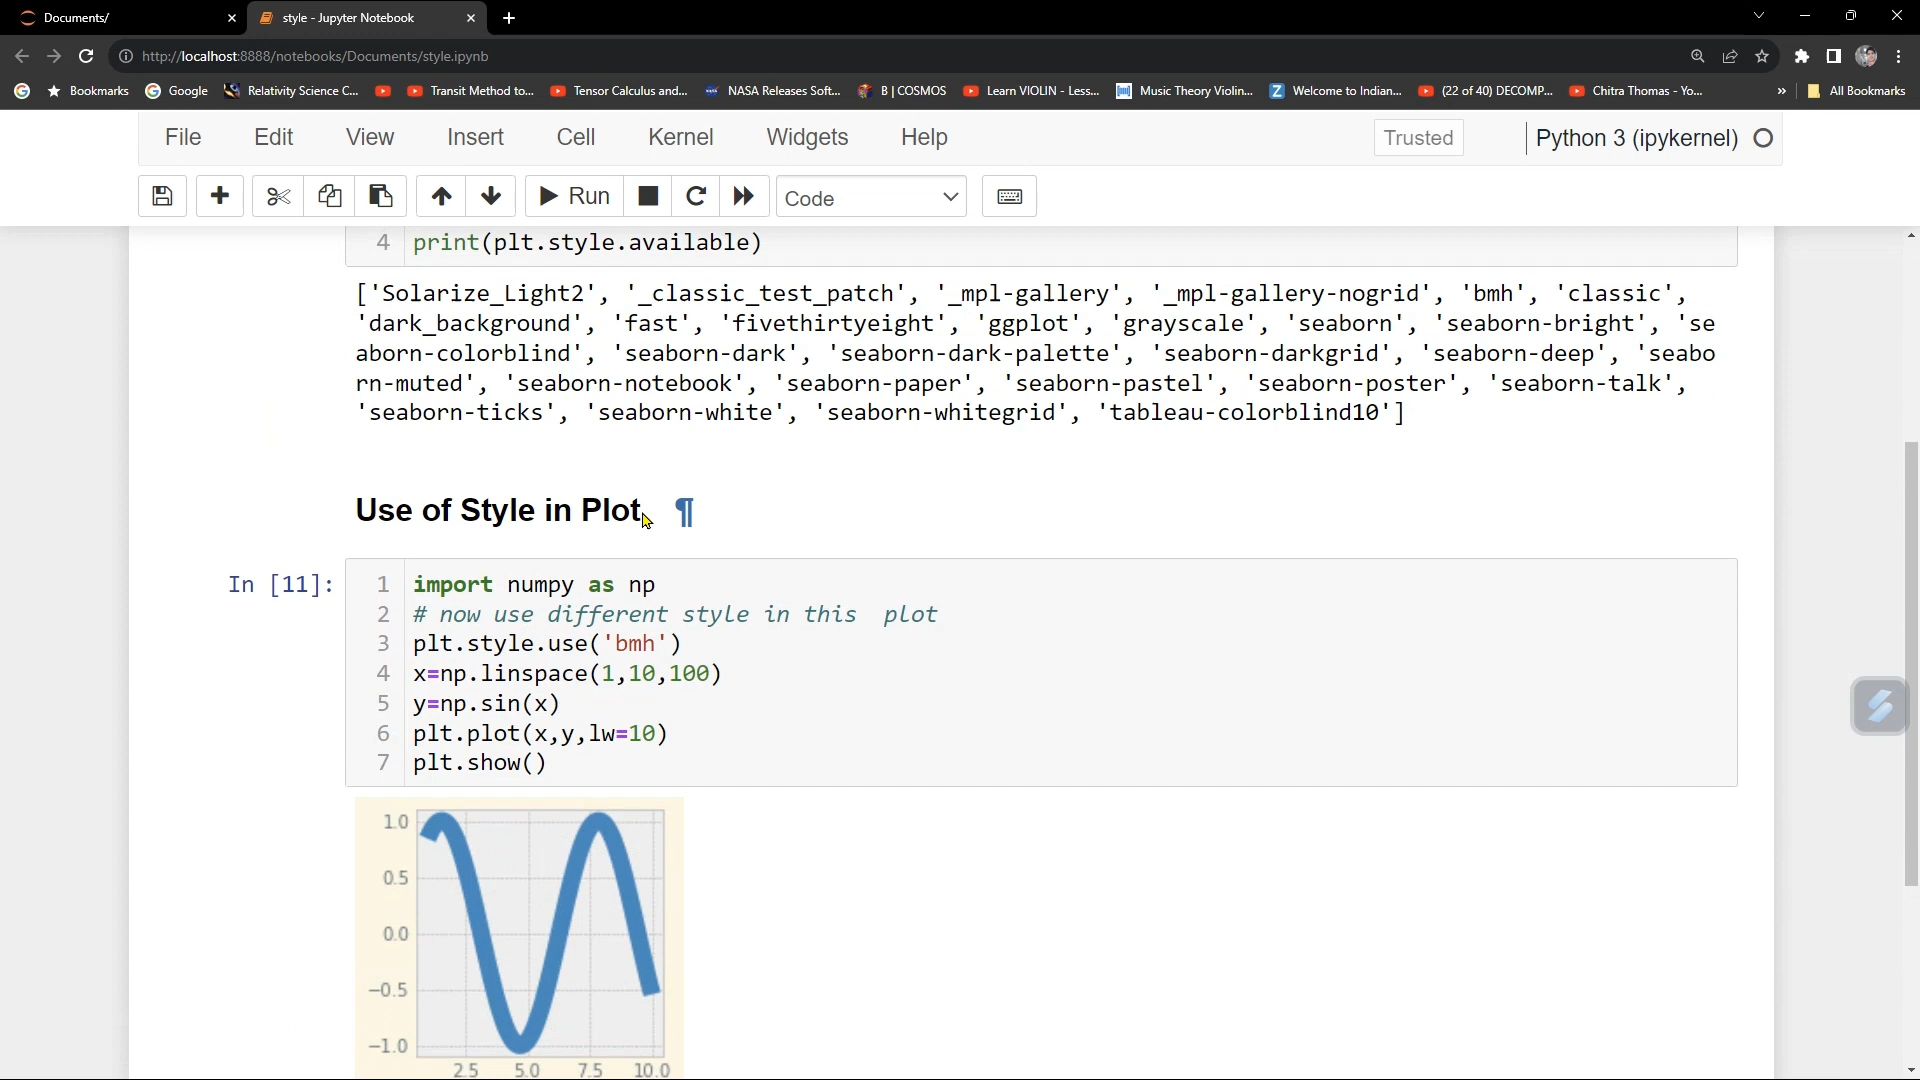 Documents/
style - Jupyter Notebook
http://localhost:8888/notebooks/Documents/style.ipynb
Bookmarks
Google
Relativity Science C...
Transit Method to...
Tensor Calculus and...
NASA Releases Soft...
B | COSMOS
Learn VIOLIN - Less...
Music Theory Violin...
Welcome to Indian...
(22 of 40) DECOMP...
Chitra Thomas - Yo...
»
All Bookmarks
File Edit View Insert Cell Kernel Widgets Help
Trusted
Python 3 (ipykernel)
Run
Code
4 print(plt.style.available)
['Solarize_Light2', '_classic_test_patch', '_mpl-gallery', '_mpl-gallery-nogrid', 'bmh', 'classic',
'dark_background', 'fast', 'fivethirtyeight', 'ggplot', 'grayscale', 'seaborn', 'seaborn-bright', 'se
aborn-colorblind', 'seaborn-dark', 'seaborn-dark-palette', 'seaborn-darkgrid', 'seaborn-deep', 'seabo
rn-muted', 'seaborn-notebook', 'seaborn-paper', 'seaborn-pastel', 'seaborn-poster', 'seaborn-talk',
'seaborn-ticks', 'seaborn-white', 'seaborn-whitegrid', 'tableau-colorblind10']
Use of Style in Plot ¶
In [11]:
1 import numpy as np
2 # now use different style in this  plot
3 plt.style.use('bmh')
4 x=np.linspace(1,10,100)
5 y=np.sin(x)
6 plt.plot(x,y,lw=10)
7 plt.show()
1.0
0.5
0.0
−0.5
−1.0
2.5 5.0 7.5 10.0